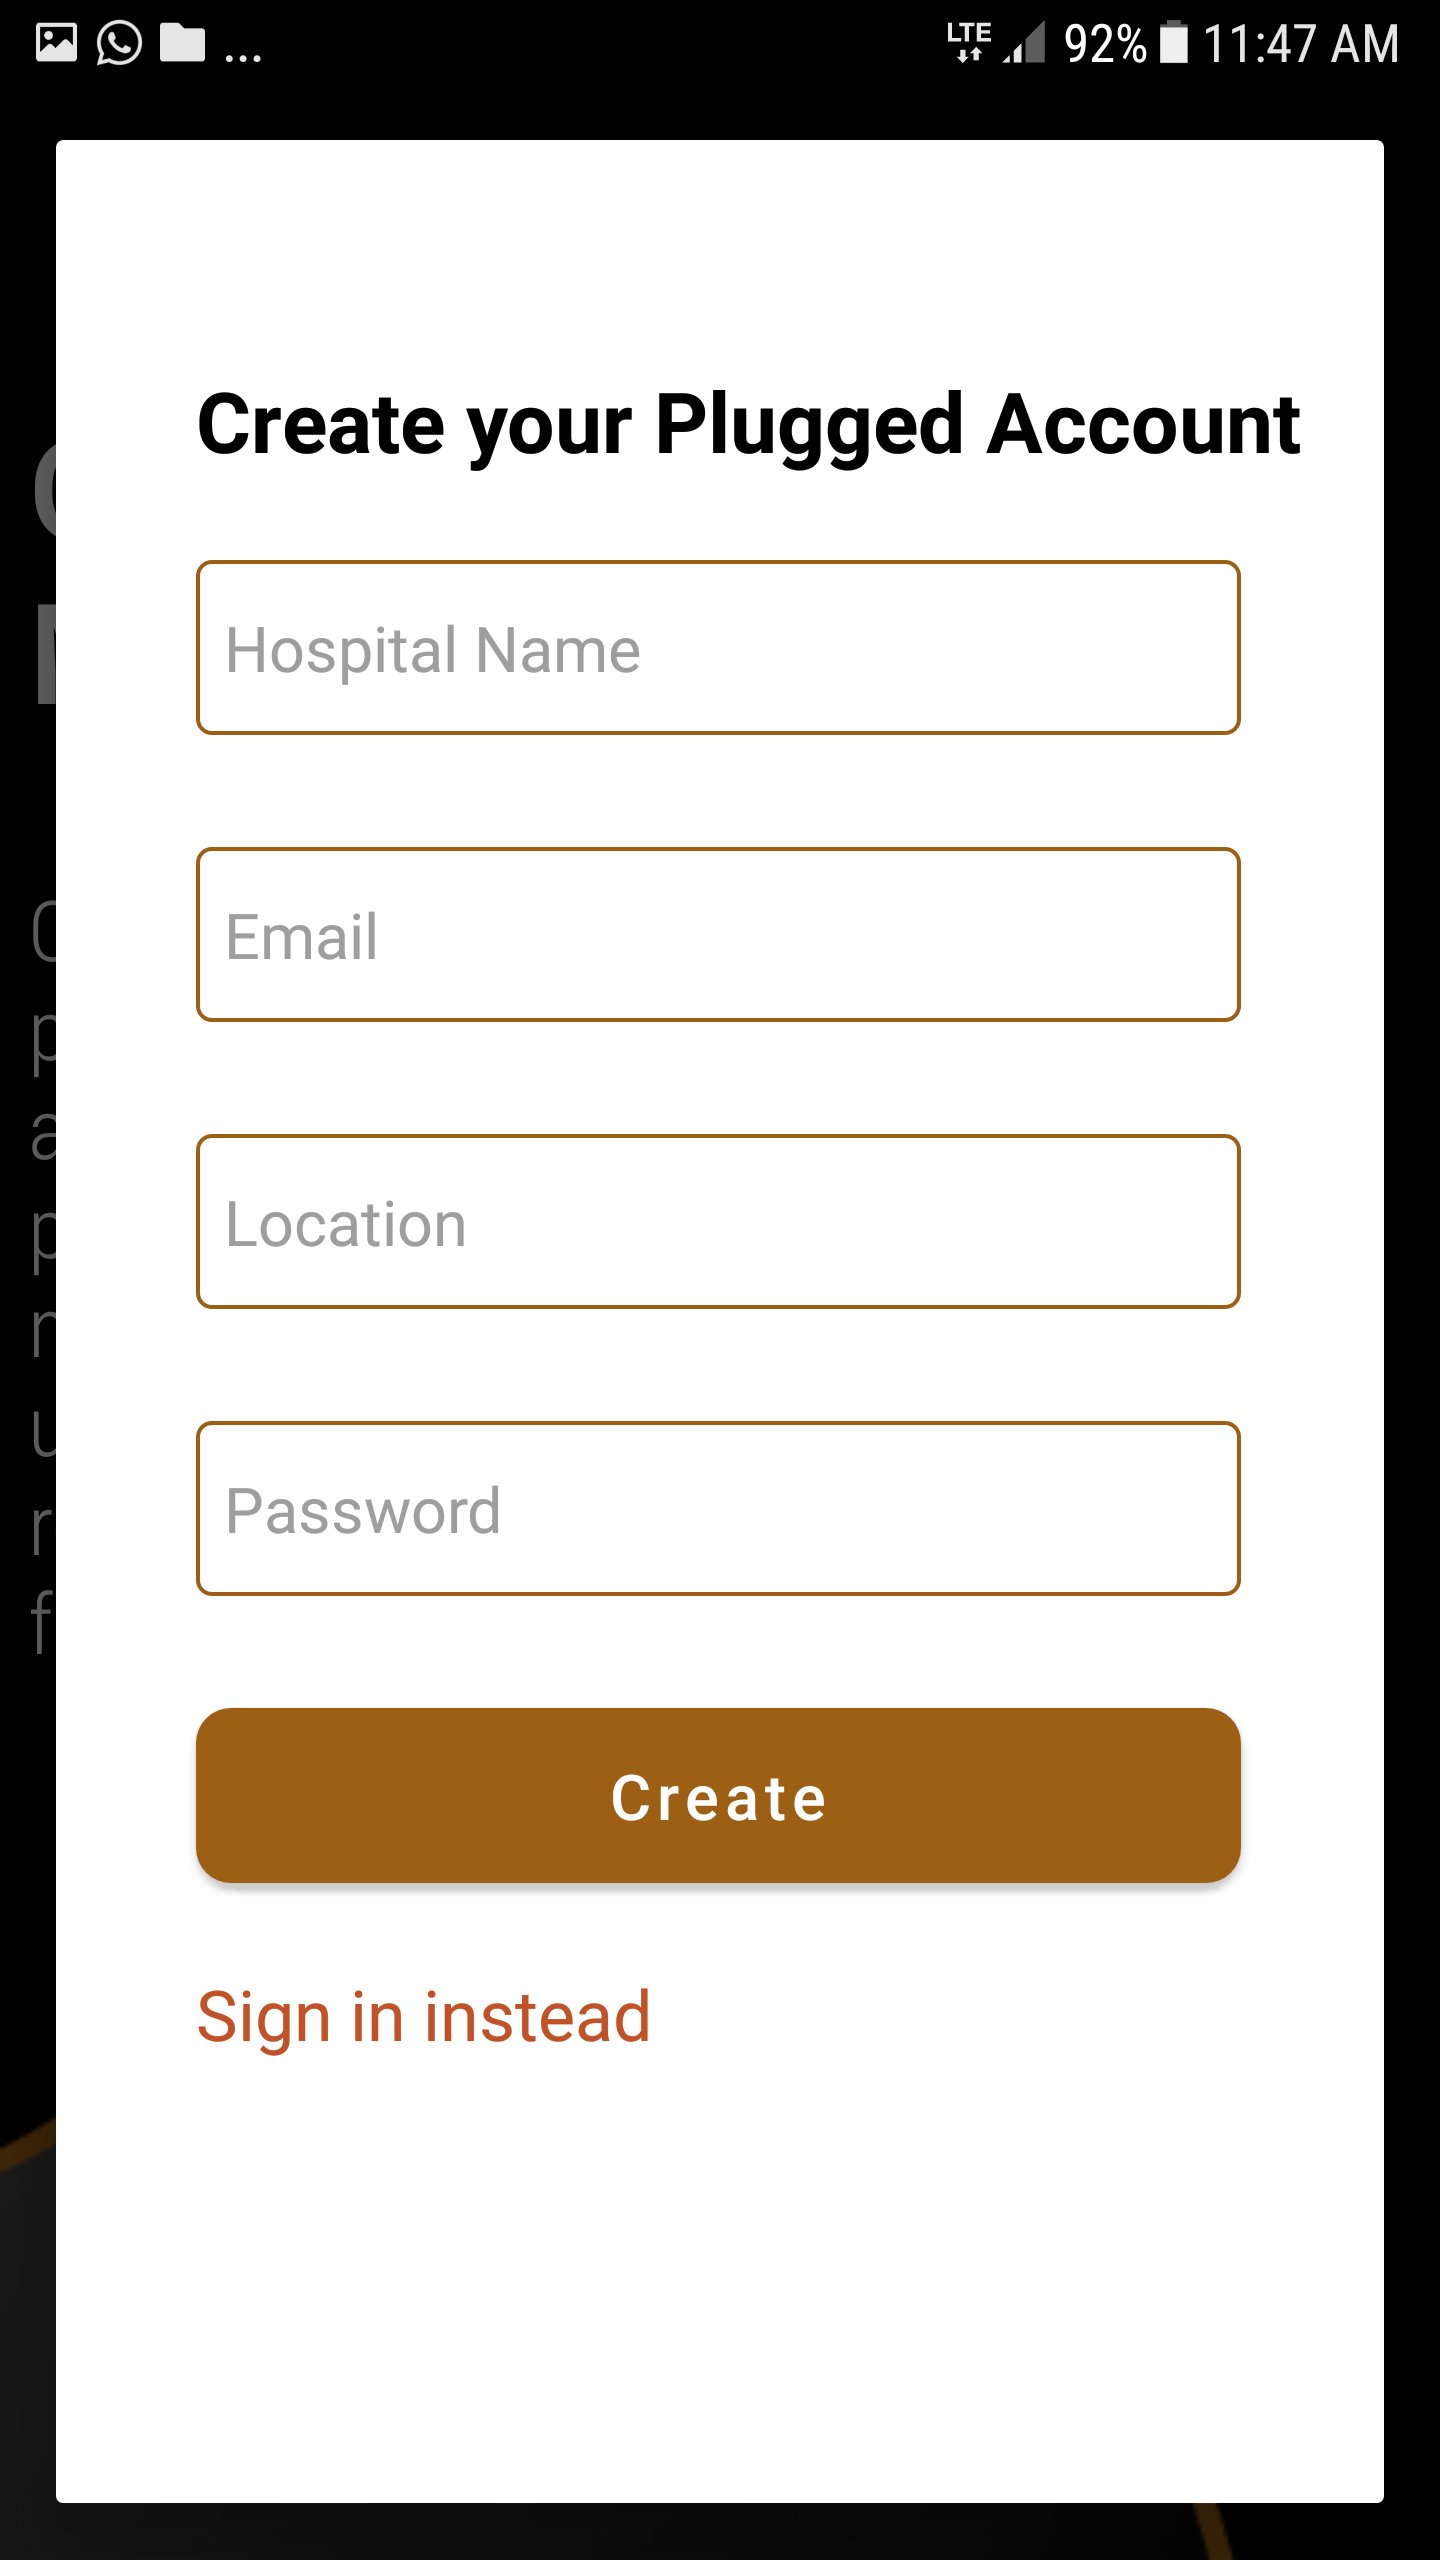 ... LTE 92% 11:47 AM
Create your Plugged Account
Hospital Name
Email
Location
Password
Create
Sign in instead